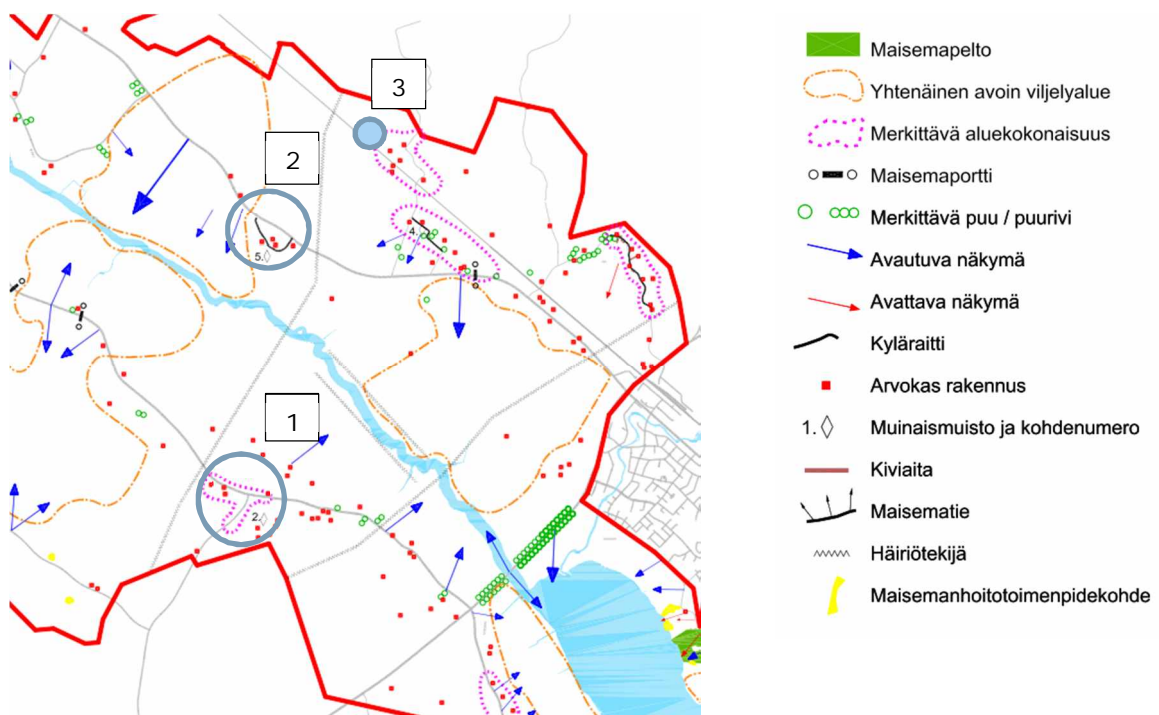 3
2
4.
5.
1
2.
Maisemapelto
Yhtenäinen avoin viljelyalue
Merkittävä aluekokonaisuus
Maisemaportti
Merkittävä puu / puurivi
Avautuva näkymä
Avattava näkymä
Kyläraitti
Arvokas rakennus
1. Muinaismuisto ja kohdenumero
Kiviaita
Maisematie
Häiriötekijä
Maisemanhoitotoimenpidekohde